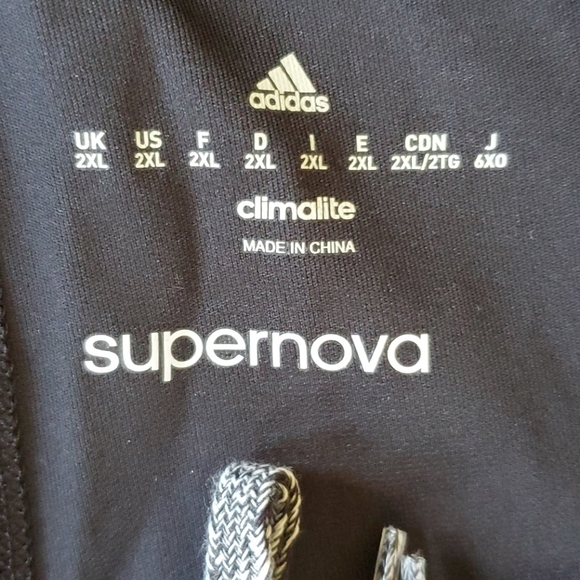 adidas
UK US F D I E CDN J
2XL 2XL 2XL 2XL 2XL 2XL 2XL/2TG 6XO
climalite
MADE IN CHINA
supernova